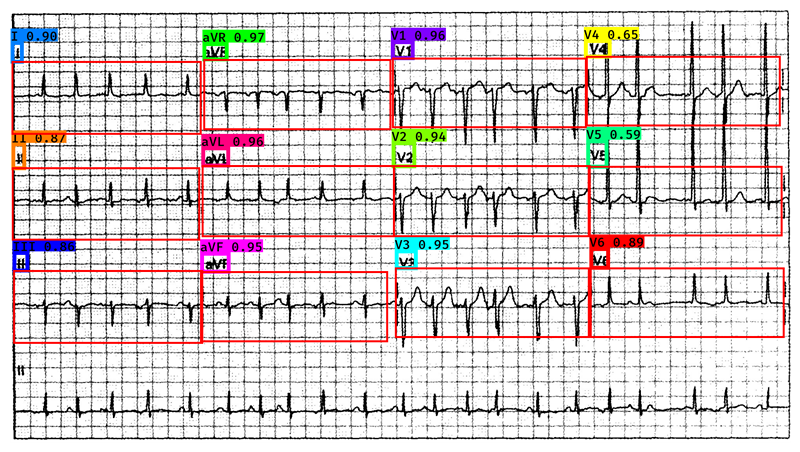 I 0.90
I
aVR 0.97
aVR
V1 0.96
V1
V4 0.65
V4
II 0.87
II
aVL 0.96
aVL
V2 0.94
V2
V5 0.59
V5
III 0.86
III
aVF 0.95
aVF
V3 0.95
V3
V6 0.89
V6
II